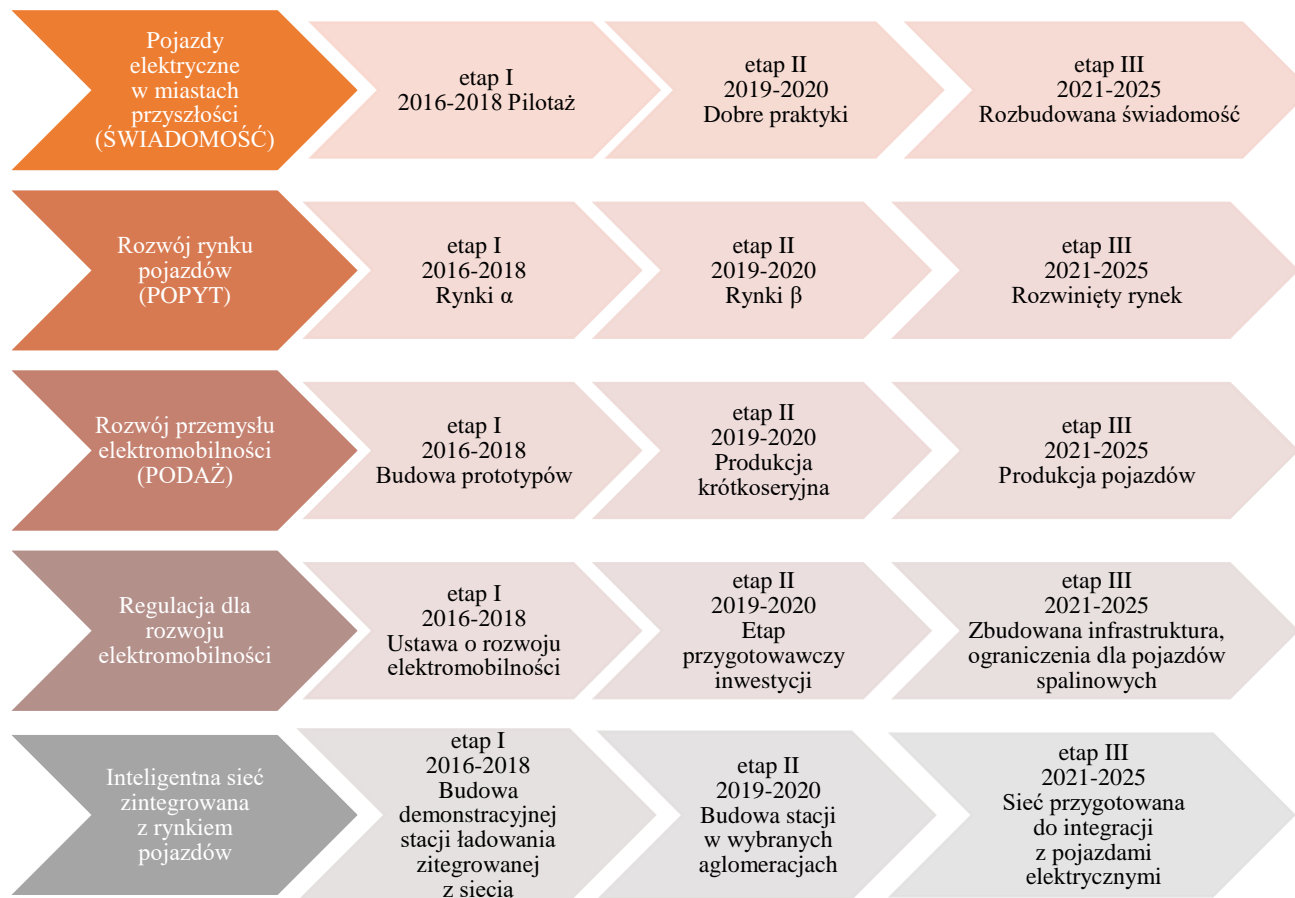 Pojazdy
elektryczne
w miastach
przyszłości
(ŚWIADOMOŚĆ)
etap I
2016-2018 Pilotaż
etap II
2019-2020
Dobre praktyki
etap III
2021-2025
Rozbudowana świadomość
Rozwój rynku
pojazdów
(POPYT)
etap I
2016-2018
Rynki α
etap II
2019-2020
Rynki β
etap III
2021-2025
Rozwinięty rynek
Rozwój przemysłu
elektromobilności
(PODAŻ)
etap I
2016-2018
Budowa prototypów
etap II
2019-2020
Produkcja
krótkoseryjna
etap III
2021-2025
Produkcja pojazdów
Regulacja dla
rozwoju
elektromobilności
etap I
2016-2018
Ustawa o rozwoju
elektromobilności
etap II
2019-2020
Etap
przygotowawczy
inwestycji
etap III
2021-2025
Zbudowana infrastruktura,
ograniczenia dla pojazdów
spalinowych
Inteligentna sieć
zintegrowana
z rynkiem
pojazdów
etap I
2016-2018
Budowa
demonstracyjnej
stacji ładowania
zitegrowanej
z siecią
etap II
2019-2020
Budowa stacji
w wybranych
aglomeracjach
etap III
2021-2025
Sieć przygotowana
do integracji
z pojazdami
elektrycznymi